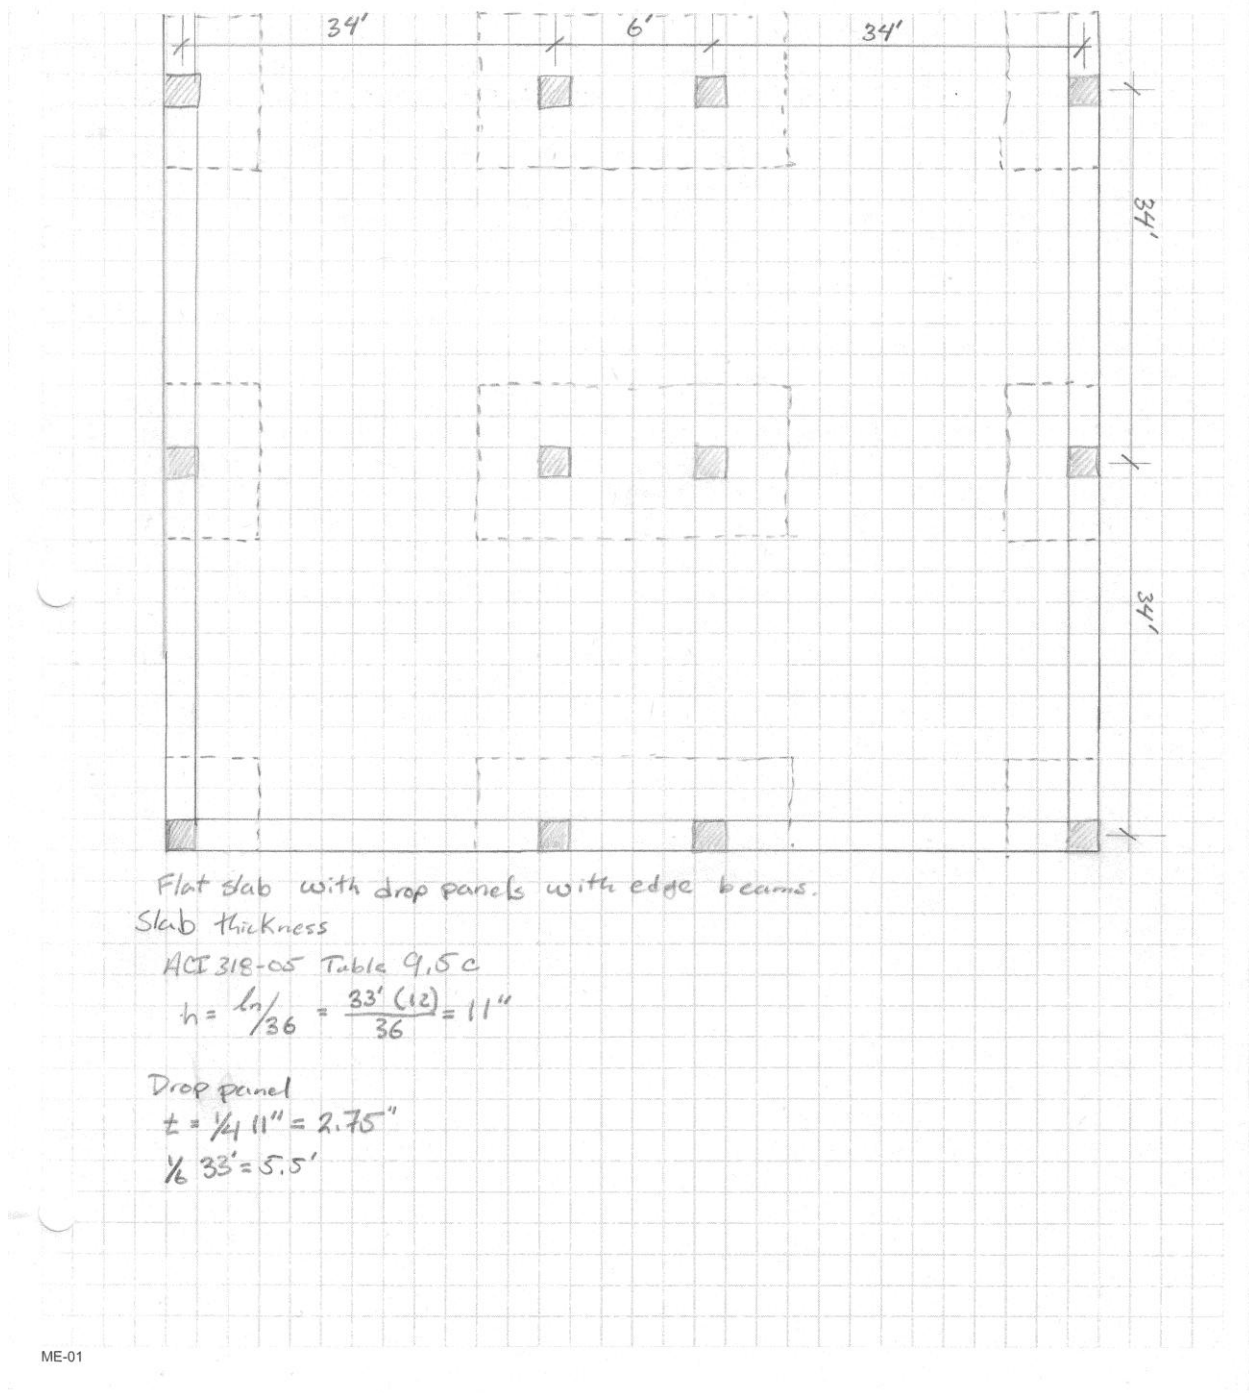 34' 6' 34'
34'
34'
Flat slab with drop panels with edge beams.
Slab thickness
ACI 318-05 Table 9.5c
h = ln/36 = 33' (12)/36 = 11"
Drop panel
t = 1/4 11" = 2.75"
1/6 33' = 5.5'
ME-01